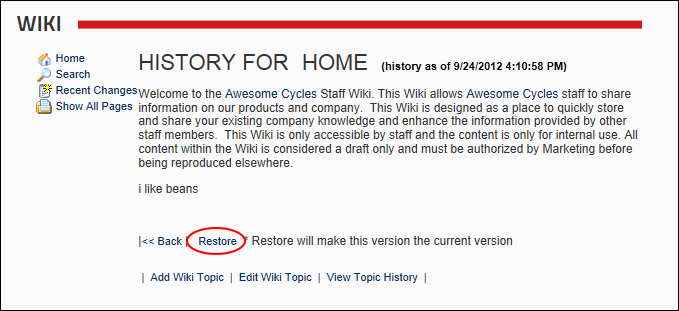 WIKI
Home
Search
Recent Changes
Show All Pages
HISTORY FOR  HOME  (history as of 9/24/2012 4:10:58 PM)
Welcome to the Awesome Cycles Staff Wiki. This Wiki allows Awesome Cycles staff to share
information on our products and company.  This Wiki is designed as a place to quickly store
and share your existing company knowledge and enhance the information provided by other
staff members.  This Wiki is only accessible by staff and the content is only for internal use. All
content within the Wiki is considered a draft only and must be authorized by Marketing before
being reproduced elsewhere.
i like beans
|<< Back | Restore * Restore will make this version the current version
| Add Wiki Topic | Edit Wiki Topic | View Topic History |